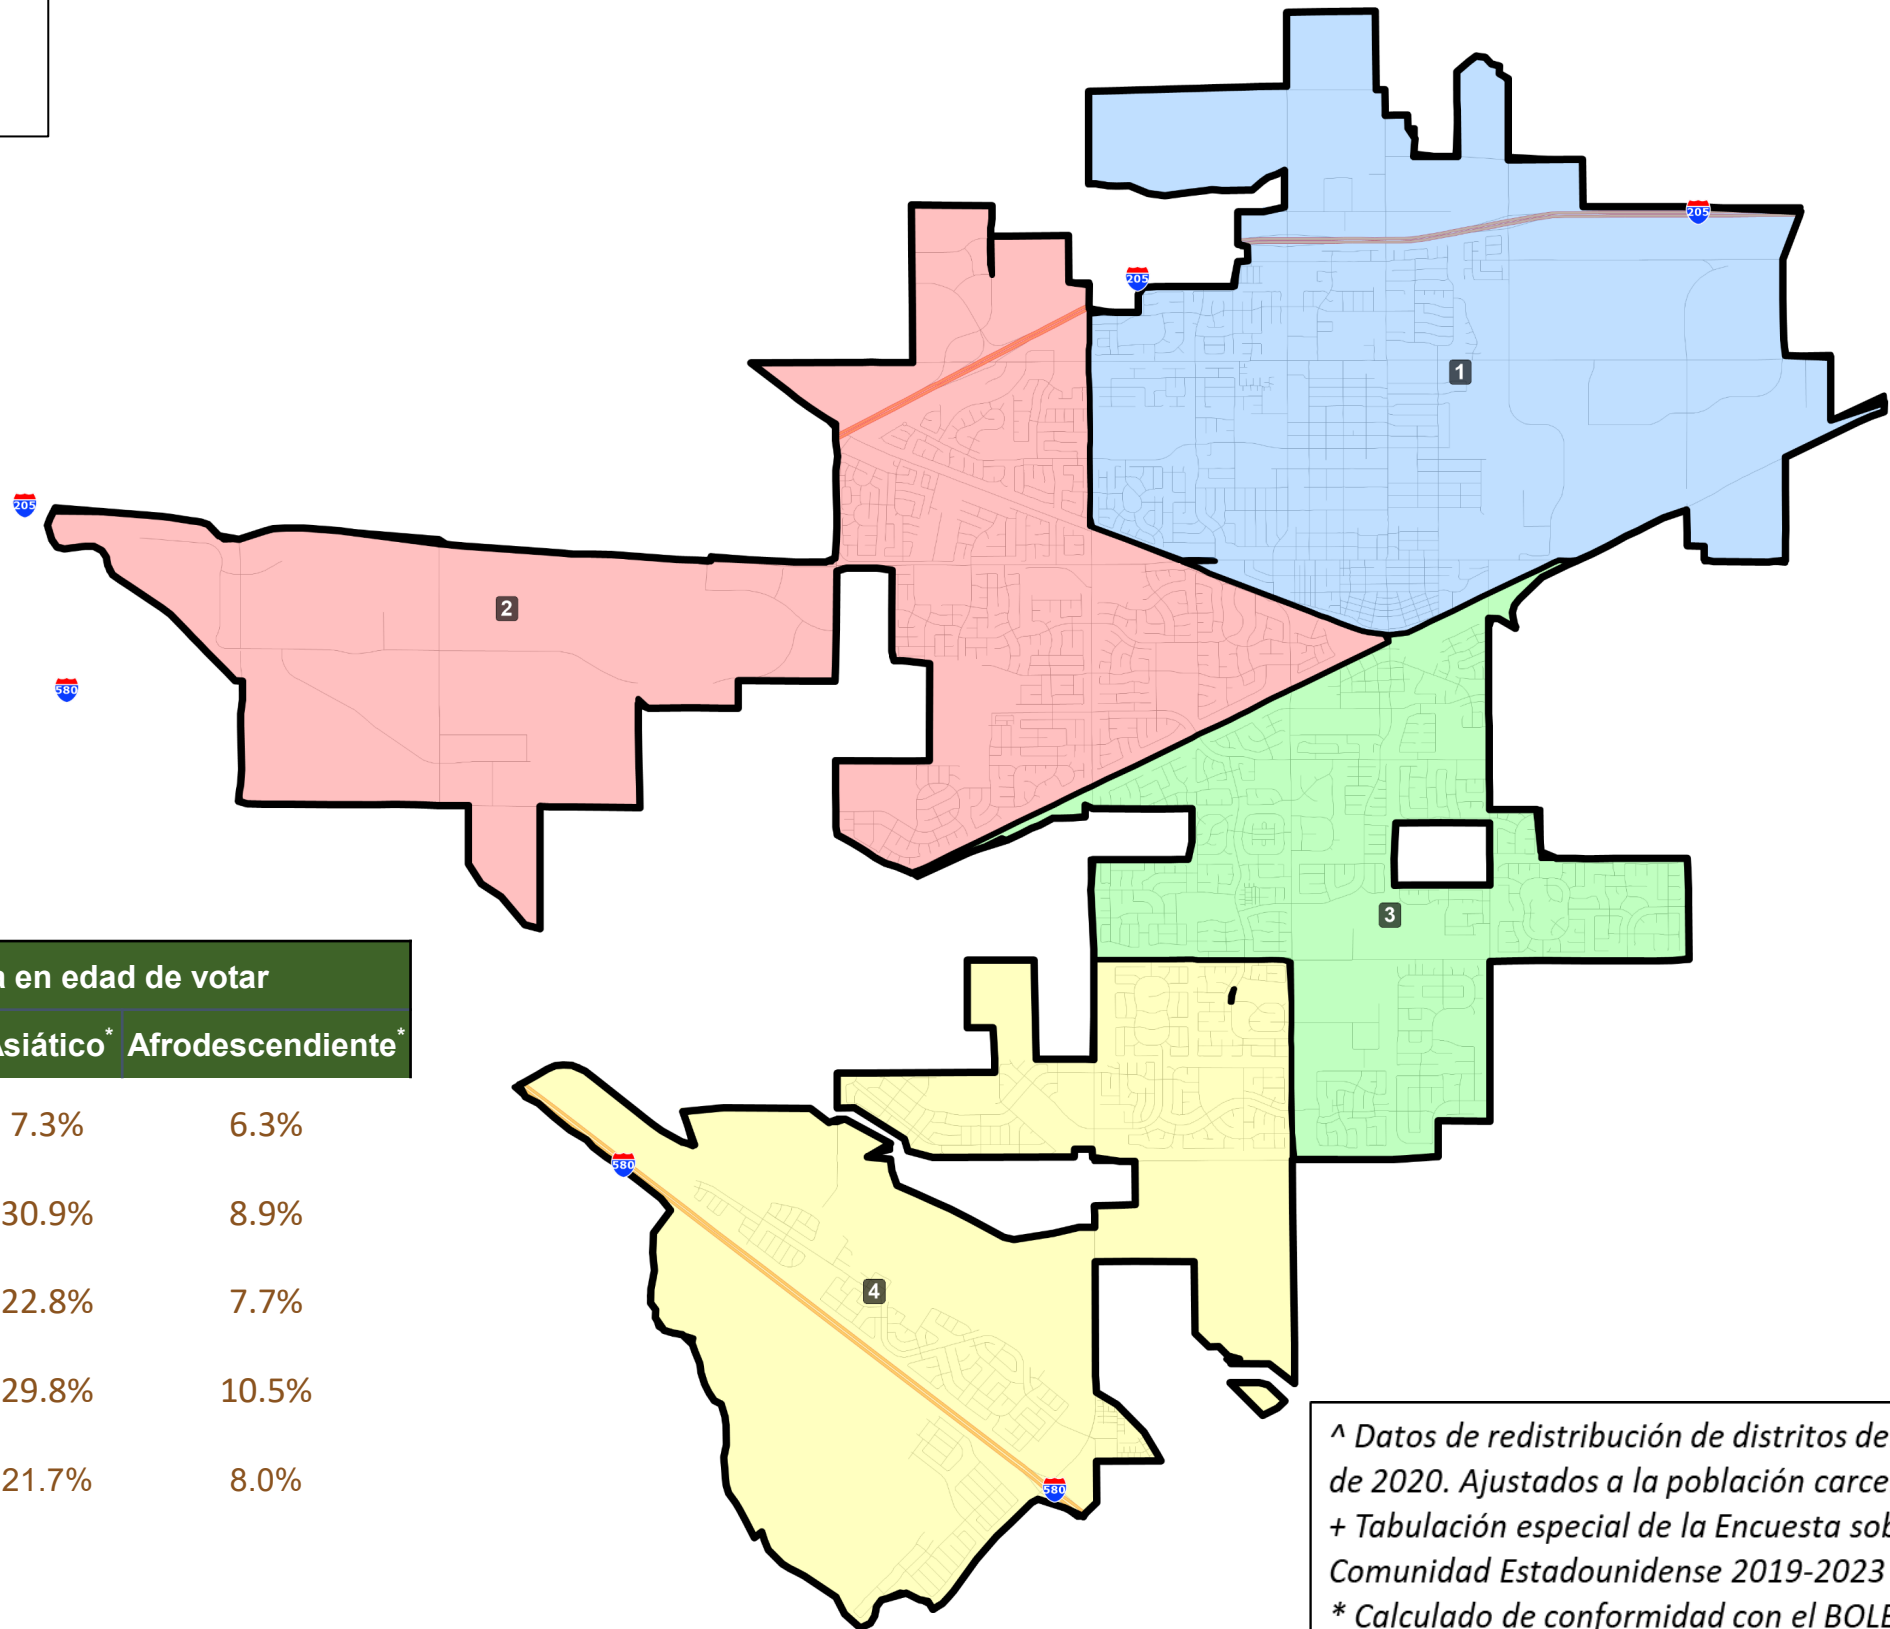 205
205
1
205
2
580
3
a en edad de votar
siático* Afrodescendiente*
7.3% 6.3%
580
30.9% 8.9%
4
22.8% 7.7%
29.8% 10.5%
580
21.7% 8.0%
^ Datos de redistribución de distritos de
de 2020. Ajustados a la población carce
+ Tabulación especial de la Encuesta sob
Comunidad Estadounidense 2019-2023
* Calculado de conformidad con el BOLE